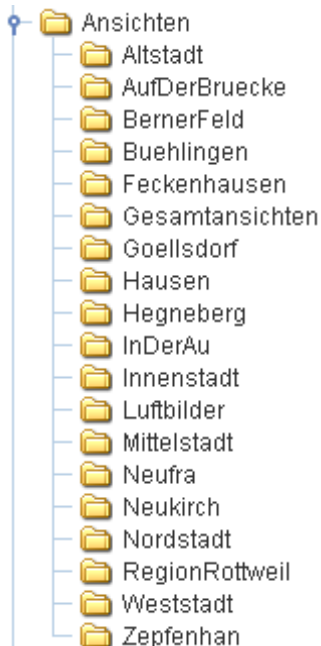 Ansichten
Altstadt
AufDerBruecke
BernerFeld
Buehlingen
Feckenhausen
Gesamtansichten
Goellsdorf
Hausen
Hegneberg
InDerAu
Innenstadt
Luftbilder
Mittelstadt
Neufra
Neukirch
Nordstadt
RegionRottweil
Weststadt
Zepfenhan